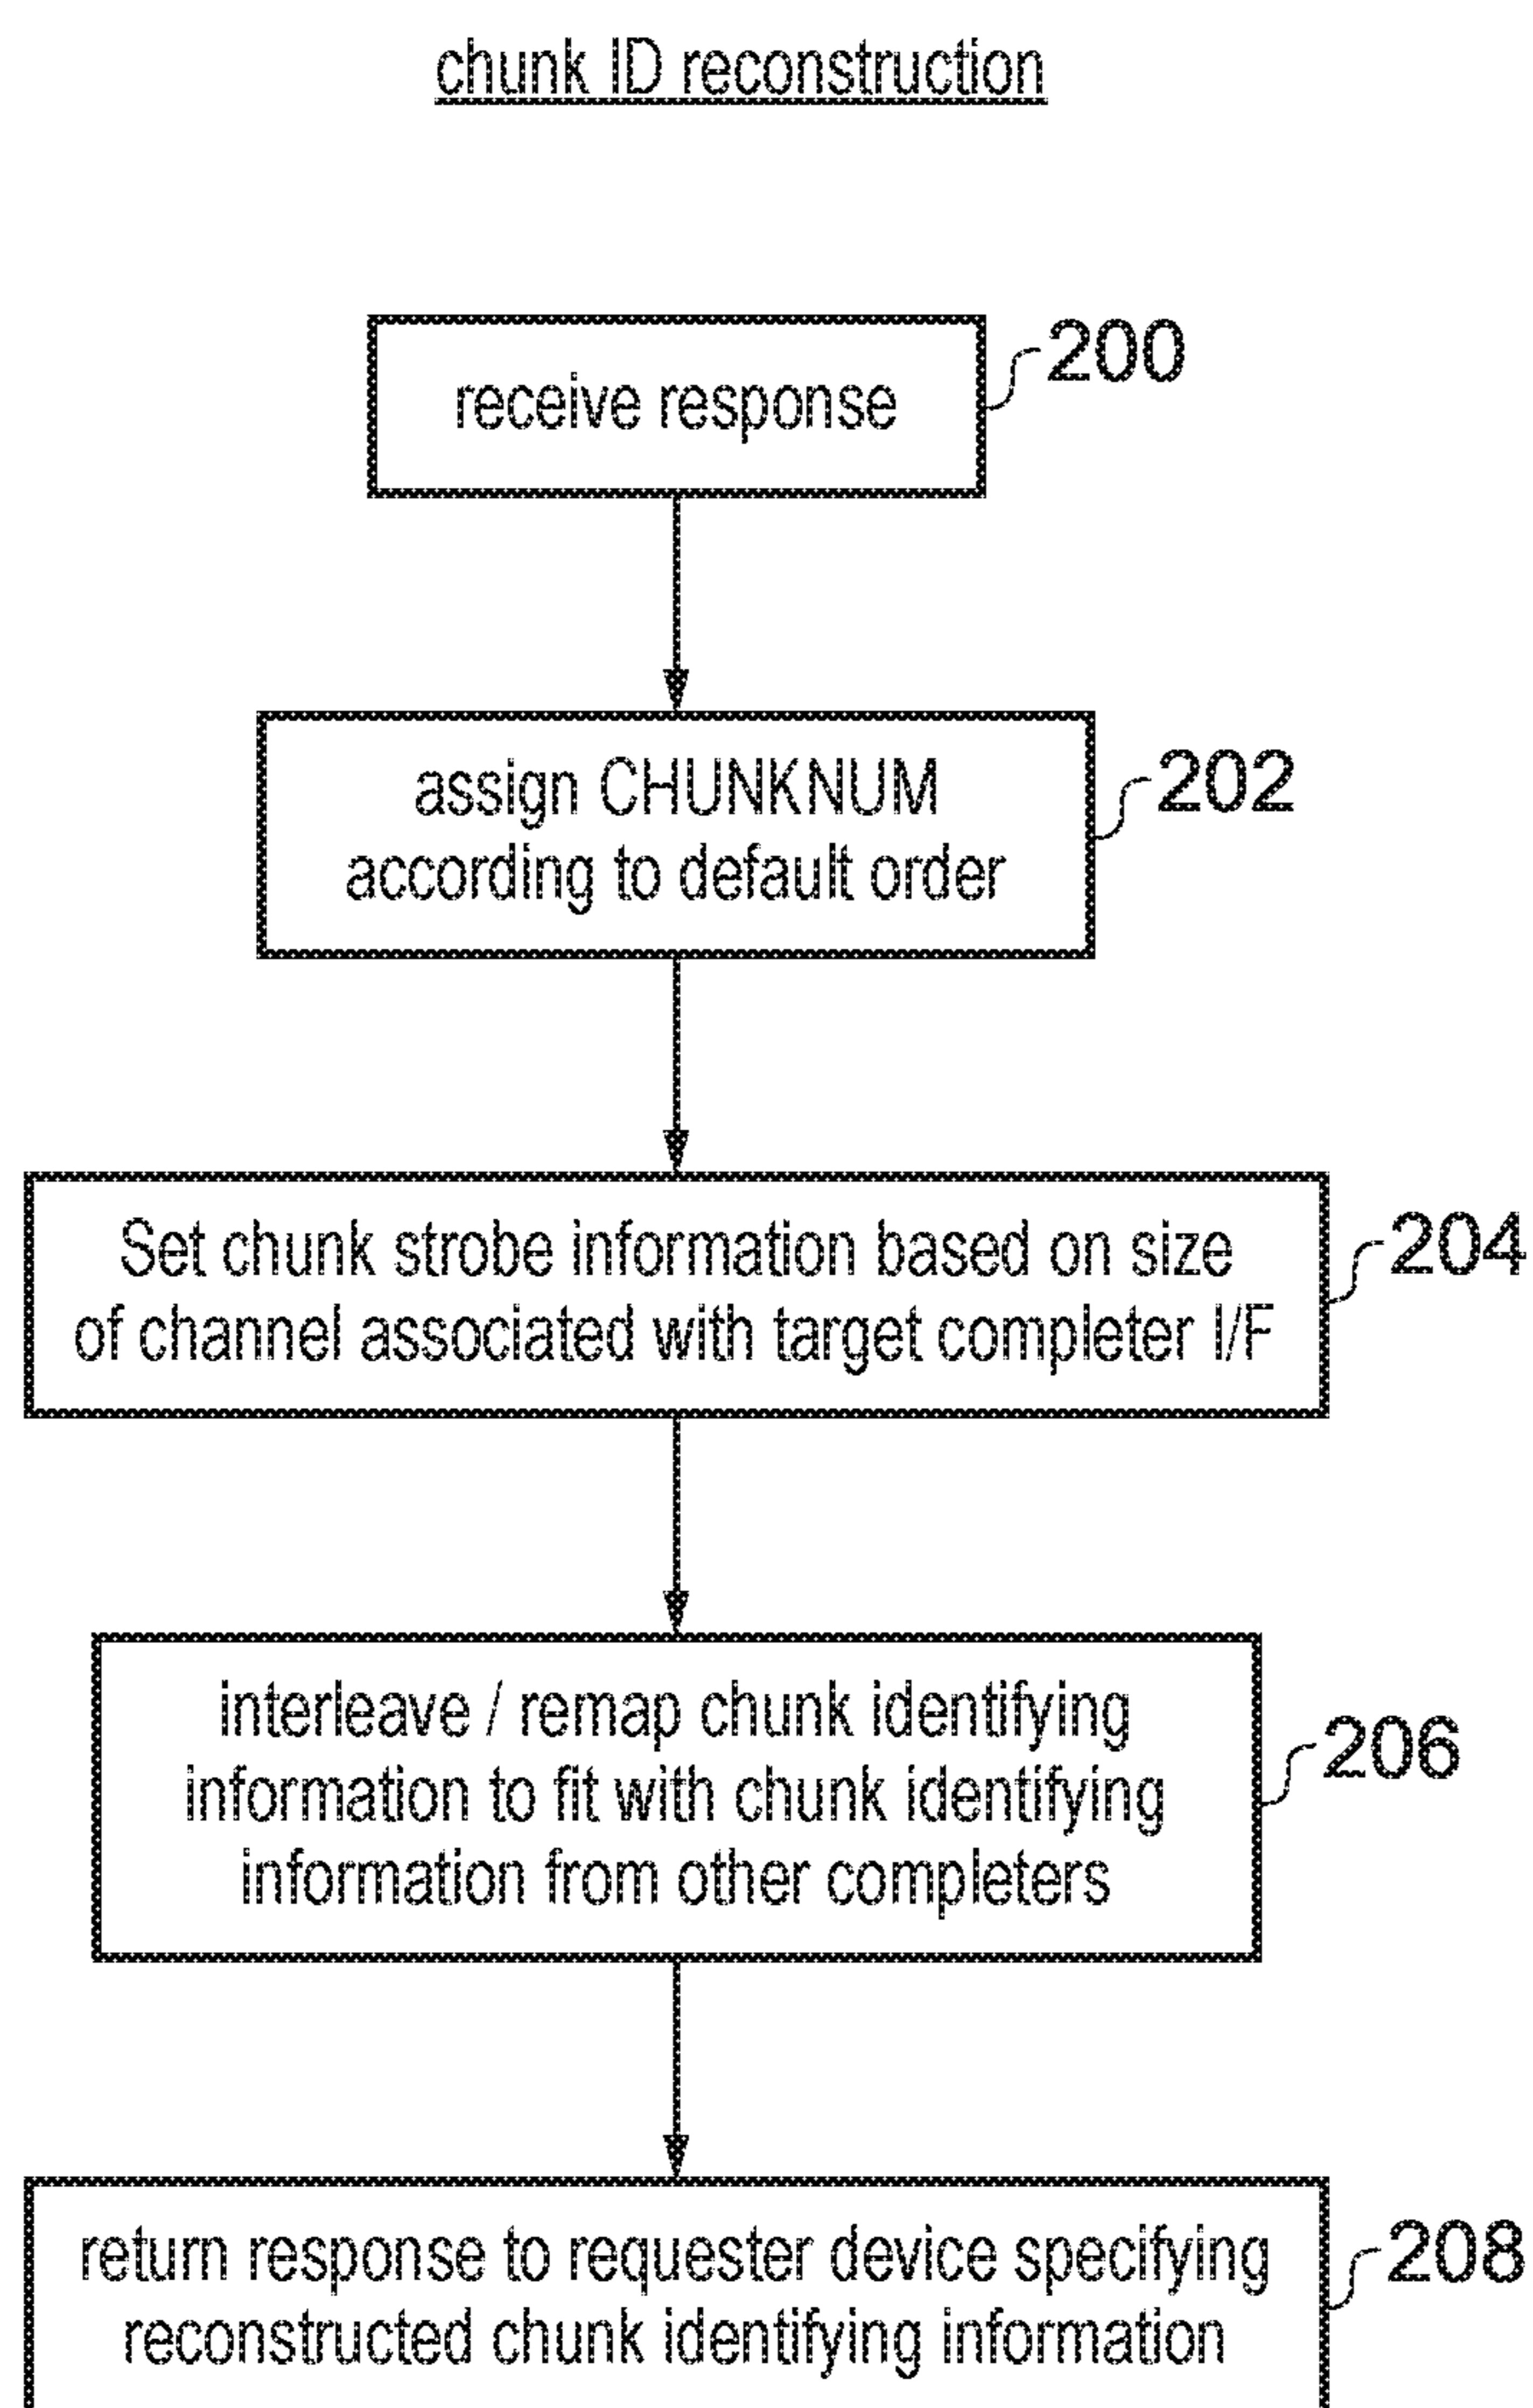 chunk ID reconstruction
receive response
200
assign CHUNKNUM
according to default order
202
Set chunk strobe information based on size
of channel associated with target completer I/F
204
interleave / remap chunk identifying
information to fit with chunk identifying
information from other completers
206
return response to requester device specifying
reconstructed chunk identifying information
208